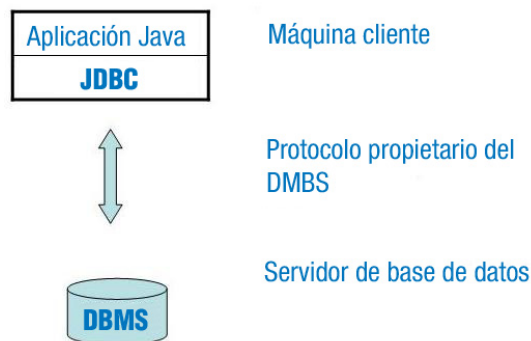 Aplicación Java
Máquina cliente
JDBC
Protocolo propietario del
DMBS
Servidor de base de datos
DBMS